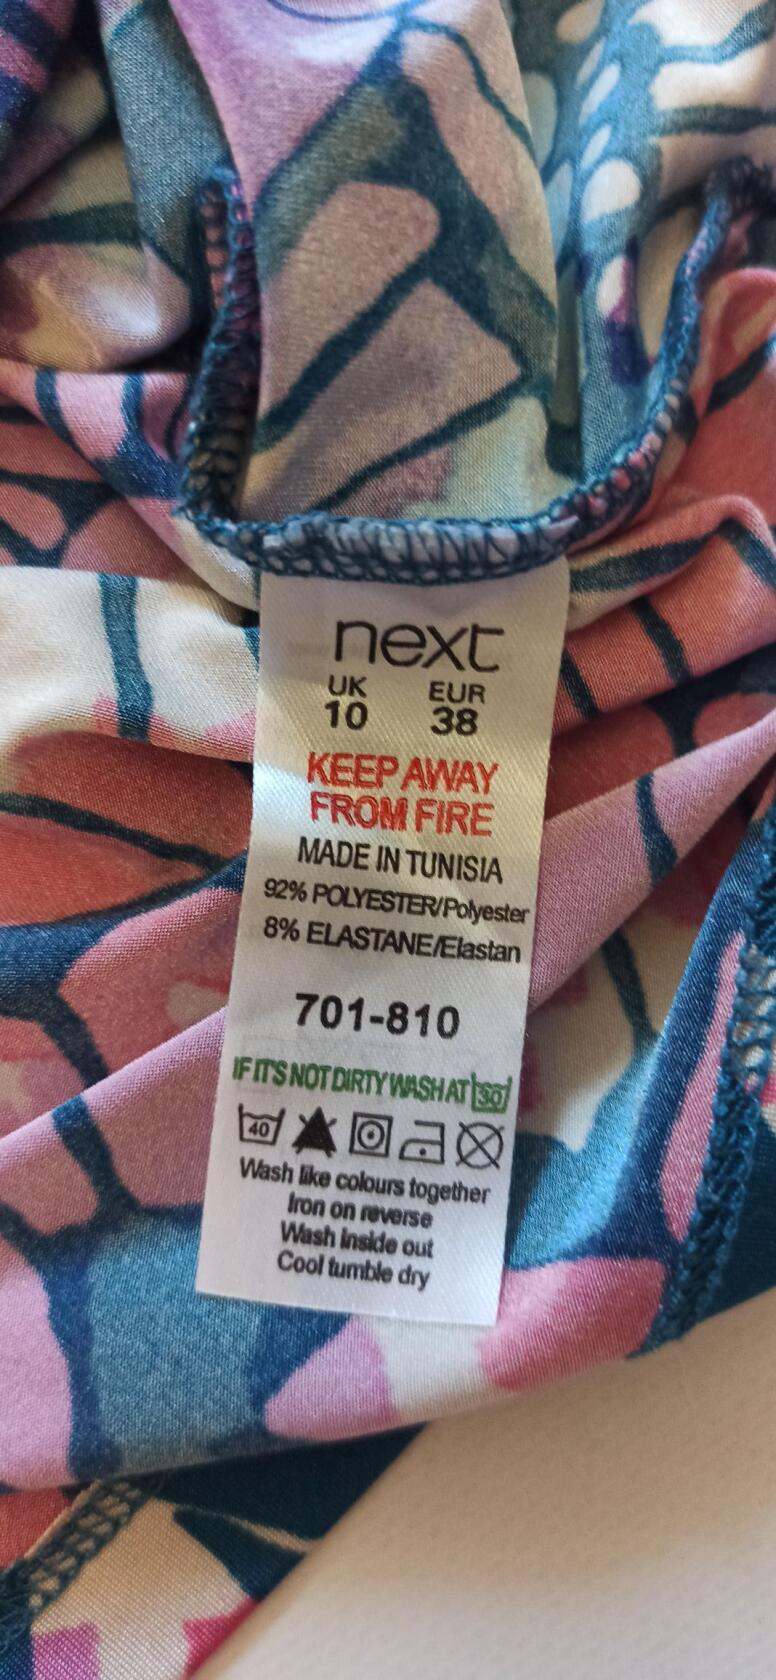 next
UK EUR
10 38
KEEP AWAY
FROM FIRE
MADE IN TUNISIA
92% POLYESTER/Polyester
8% ELASTANE/Elastan
701-810
IF IT'S NOT DIRTY WASH AT 30
40
Wash like colours together
Iron on reverse
Wash inside out
Cool tumble dry